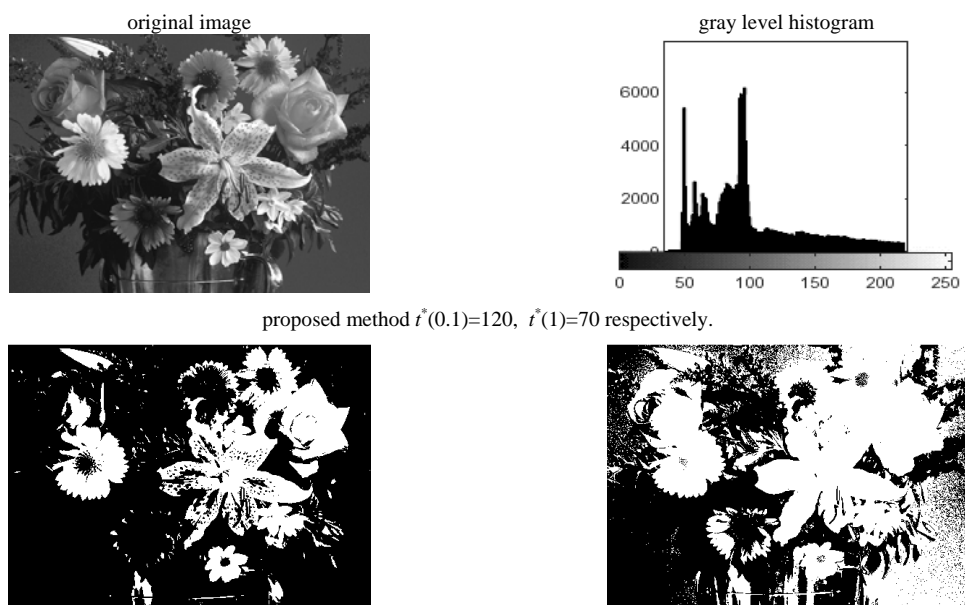 original image
gray level histogram
6000
4000
2000
0
0 50 100 150 200 250
proposed method t*(0.1)=120, t*(1)=70 respectively.